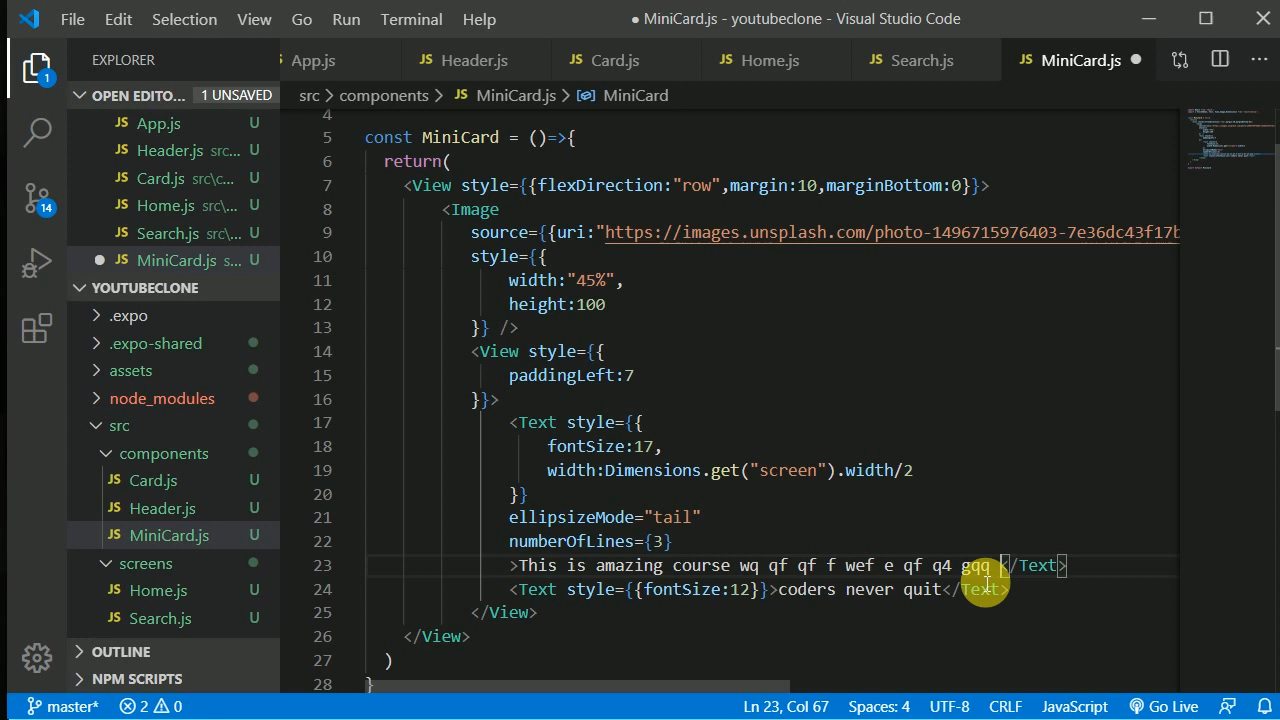 File Edit Selection View Go Run Terminal Help
● MiniCard.js - youtubeclone - Visual Studio Code
EXPLORER
JS App.js
JS Header.js
JS Card.js
JS Home.js
JS Search.js
JS MiniCard.js ●
1
OPEN EDITO... 1 UNSAVED
src > components > JS MiniCard.js > MiniCard
JS App.js U
JS Header.js src... U
JS Card.js src\c... U
JS Home.js src\... U
JS Search.js src\... U
● JS MiniCard.js s... U
14
YOUTUBECLONE
.expo
.expo-shared
assets
node_modules
src
components
JS Card.js U
JS Header.js U
JS MiniCard.js U
screens
JS Home.js U
JS Search.js U
OUTLINE
NPM SCRIPTS
4
5 const MiniCard = ()=>{
6 return(
7 <View style={{flexDirection:"row",margin:10,marginBottom:0}}>
8 <Image
9 source={{uri:"https://images.unsplash.com/photo-1496715976403-7e36dc43f17b
10 style={{
11 width:"45%",
12 height:100
13 }} />
14 <View style={{
15 paddingLeft:7
16 }}>
17 <Text style={{
18 fontSize:17,
19 width:Dimensions.get("screen").width/2
20 }}
21 ellipsizeMode="tail"
22 numberOfLines={3}
23 >This is amazing course wq qf qf f wef e qf q4 gqq </Text>
24 <Text style={{fontSize:12}}>coders never quit</Text>
25 </View>
26 </View>
27 )
28 }
master* 2 0
Ln 23, Col 67 Spaces: 4 UTF-8 CRLF JavaScript Go Live